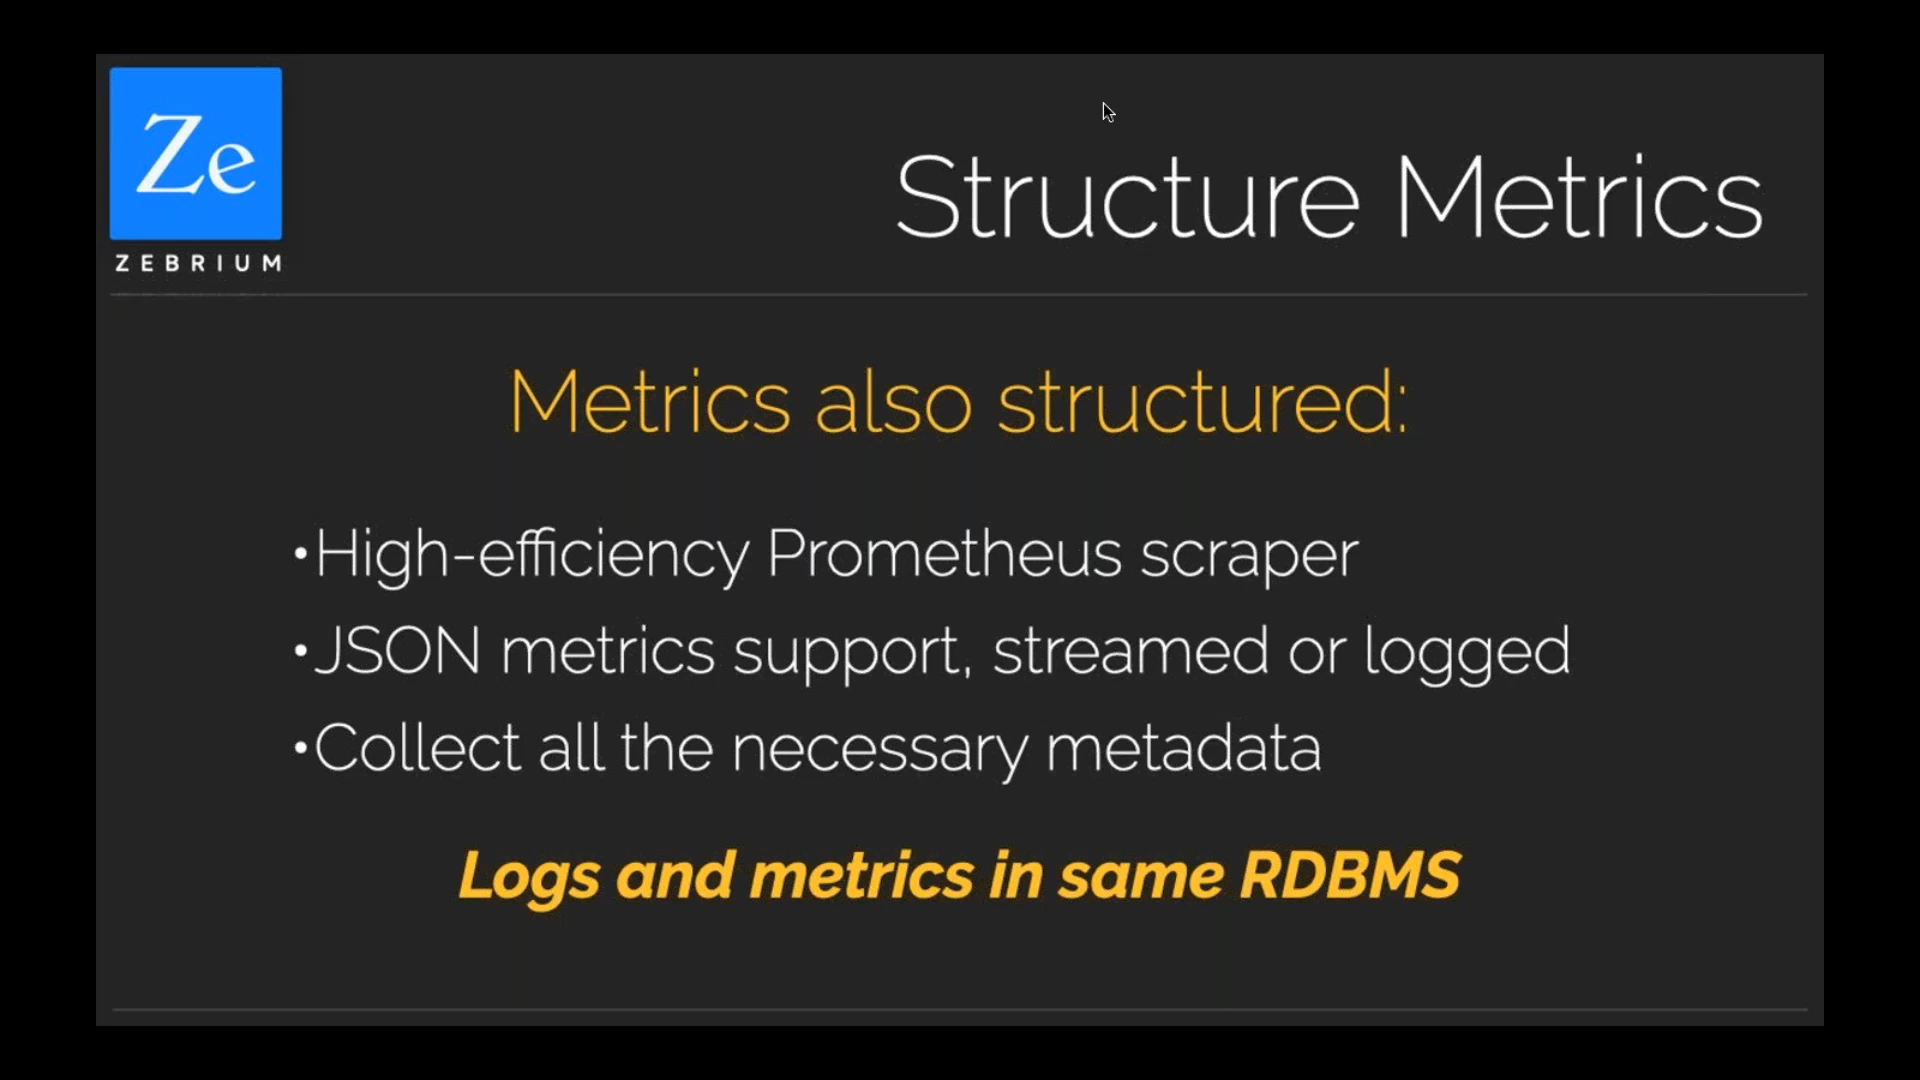 Ze
ZEBRIUM
Structure Metrics
Metrics also structured:
•High-efficiency Prometheus scraper
•JSON metrics support, streamed or logged
•Collect all the necessary metadata
Logs and metrics in same RDBMS